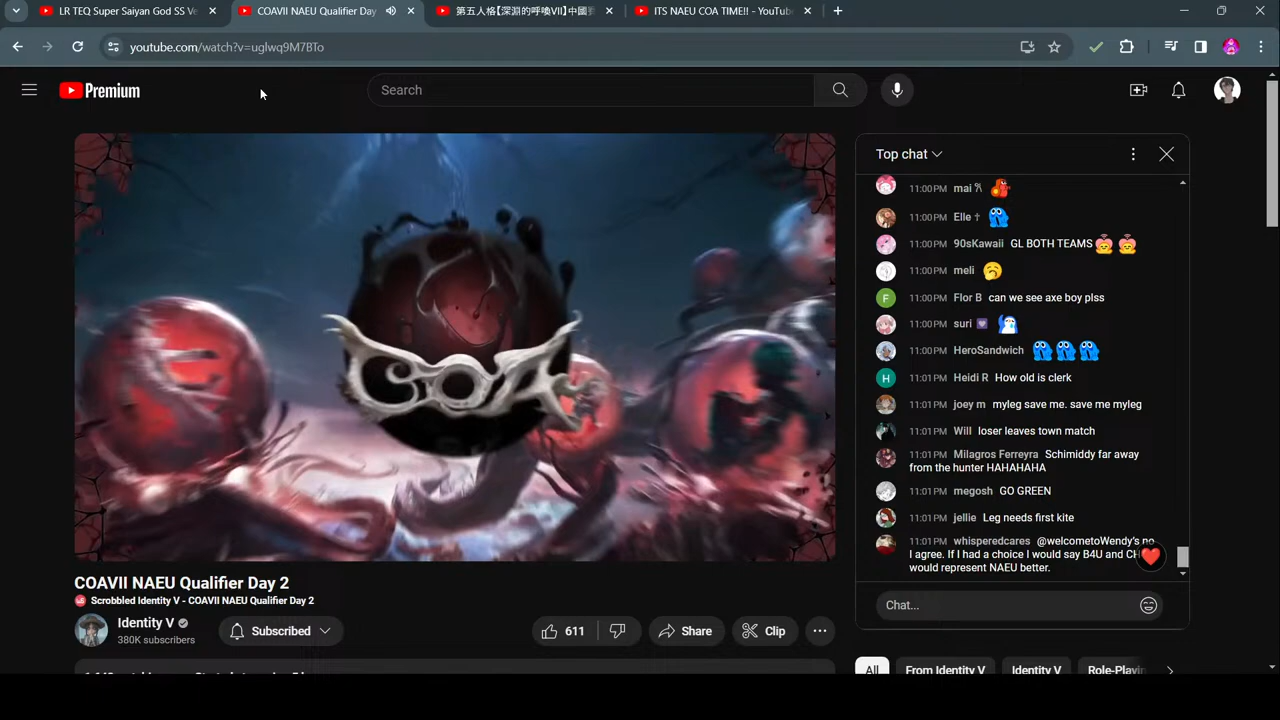 LR TEQ Super Saiyan God SS Ve
COAVII NAEU Qualifier Day
第五人格【深淵的呼喚VII】中國賽
ITS NAEU COA TIME!! - YouTube
youtube.com/watch?v=uglwq9M7BTo
Premium
Search
COA
Top chat
11:00 PM mai
11:00 PM Elle
11:00 PM 90sKawaii GL BOTH TEAMS
11:00 PM meli
F
11:00 PM Flor B can we see axe boy plss
11:00 PM suri
11:00 PM HeroSandwich
H
11:01 PM Heidi R How old is clerk
11:01 PM joey m myleg save me. save me myleg
11:01 PM Will loser leaves town match
11:01 PM Milagros Ferreyra Schimiddy far away
from the hunter HAHAHAHA
11:01 PM megosh GO GREEN
11:01 PM jellie Leg needs first kite
11:01 PM whisperedcares @welcometoWendy's no
I agree. If I had a choice I would say B4U and CH
would represent NAEU better.
Chat...
COAVII NAEU Qualifier Day 2
Scrobbled Identity V - COAVII NAEU Qualifier Day 2
Identity V
380K subscribers
Subscribed
611
Share
Clip
All
From Identity V
Identity V
Role-Playin